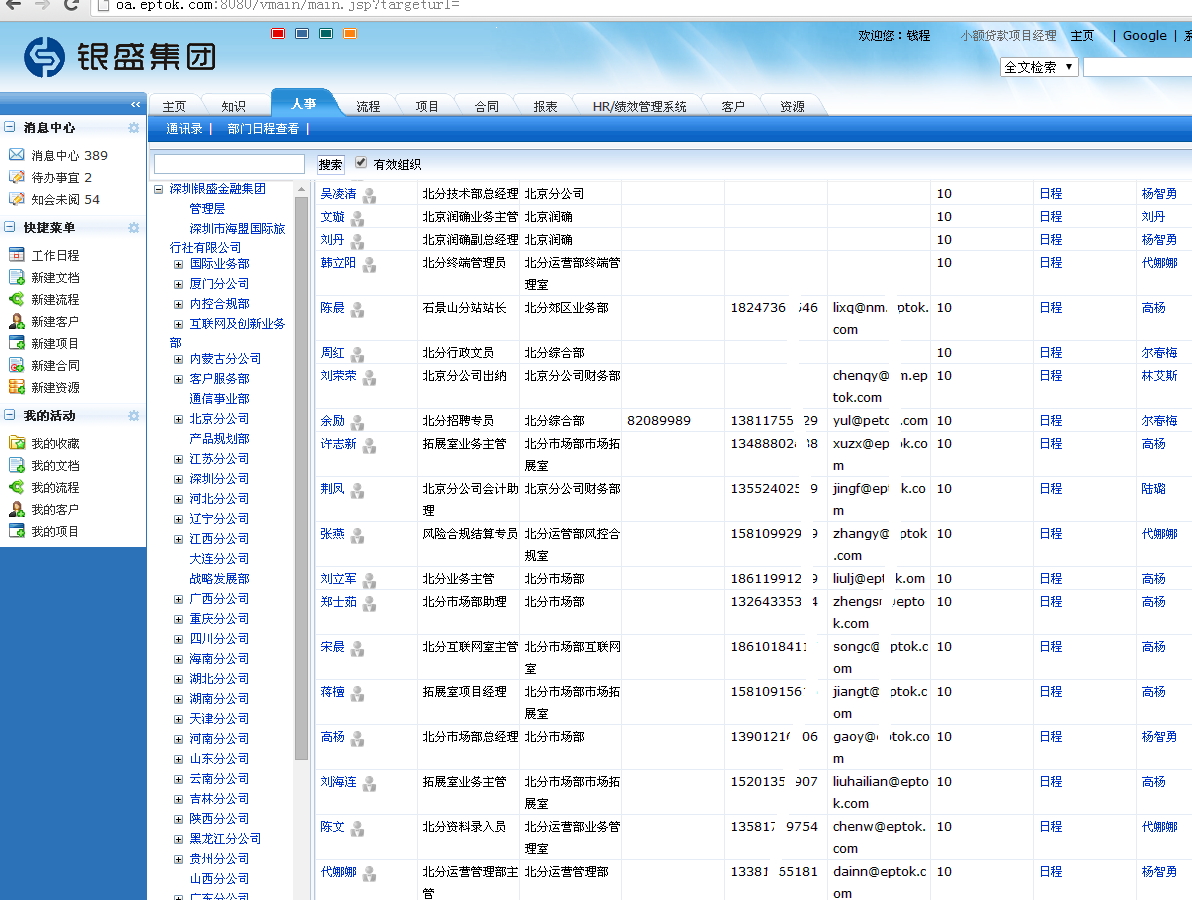 oa.eptok.com:8080/vmain/main.jsp?targeturl=
银盛集团
欢迎您：钱程 小额贷款项目经理 主页 | Google |
全文检索
主页 知识 人事 流程 项目 合同 报表 HR/绩效管理系统 客户 资源
通讯录 | 部门日程查看 |
消息中心
消息中心 389
待办事宜 2
知会未阅 54
快捷菜单
工作日程
新建文档
新建流程
新建客户
新建项目
新建合同
新建资源
我的活动
我的收藏
我的文档
我的流程
我的客户
我的项目
搜索 有效组织
深圳银盛金融集团
管理层
深圳市海盟国际旅
行社有限公司
国际业务部
厦门分公司
内控合规部
互联网及创新业务
部
内蒙古分公司
客户服务部
通信事业部
北京分公司
产品规划部
江苏分公司
深圳分公司
河北分公司
辽宁分公司
江西分公司
大连分公司
战略发展部
广西分公司
重庆分公司
四川分公司
海南分公司
湖北分公司
湖南分公司
天津分公司
河南分公司
山东分公司
云南分公司
吉林分公司
陕西分公司
黑龙江分公司
贵州分公司
山西分公司
广东分公司
吴凌清 北分技术部总经理 北京分公司 10 日程 杨智勇
文璇 北京润确业务主管 北京润确 10 日程 刘丹
刘丹 北京润确副总经理 北京润确 10 日程 杨智勇
韩立阳 北分终端管理员 北分运营部终端管 10 日程 代娜娜
理室
陈晨 石景山分站站长 北分郊区业务部 1824736 546 lixq@nm. ptok. 10 日程 高杨
com
周红 北分行政文员 北分综合部 10 日程 尔春梅
刘荣荣 北京分公司出纳 北京分公司财务部 chenqy@ m.ep 10 日程 林艾斯
tok.com
余励 北分招聘专员 北分综合部 82089989 13811755 29 yul@petc .com 10 日程 尔春梅
许志新 拓展室业务主管 北分市场部市场拓 13488802 38 xuzx@ep k.co 10 日程 高杨
展室 m
荆凤 北京分公司会计助 北京分公司财务部 135524025 9 jingf@ept k.co 10 日程 陆璐
理 m
张燕 风险合规结算专员 北分运管部风控合 158109929 9 zhangy@ ptok 10 日程 代娜娜
规室 .com
刘立军 北分业务主管 北分市场部 186119912 9 liulj@ept k.om 10 日程 高杨
郑士茹 北分市场部助理 北分市场部 132643353 4 zhengs epto 10 日程 高杨
k.com
宋晨 北分互联网室主管 北分市场部互联网 1861018411 songc@ ptok.c 10 日程 高杨
室 om
蒋檀 拓展室项目经理 北分市场部市场拓 1581091561 jiangt@ ptok.c 10 日程 高杨
展室 om
高杨 北分市场部总经理 北分市场部 1390121 06 gaoy@ tok.co 10 日程 杨智勇
m
刘海连 拓展室业务主管 北分市场部市场拓 1520135 907 liuhailian@epto 10 日程 高杨
展室 k.com
陈文 北分资料录入员 北分运营部业务管 135817 9754 chenw@eptok. 10 日程 代娜娜
理室 com
代娜娜 北分运营管理部主 北分运营管理部 13381 55181 dainn@eptok.c 10 日程 杨智勇
管 om